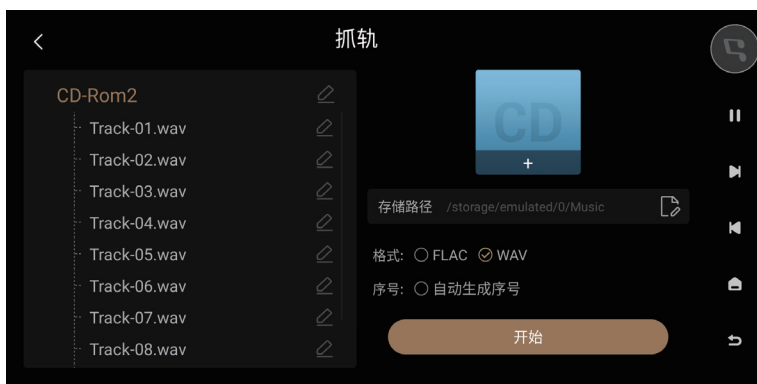 抓轨
CD-Rom2
Track-01.wav
Track-02.wav
Track-03.wav
Track-04.wav
Track-05.wav
Track-06.wav
Track-07.wav
Track-08.wav
CD
+
存储路径 /storage/emulated/0/Music
格式: FLAC WAV
序号: 自动生成序号
开始